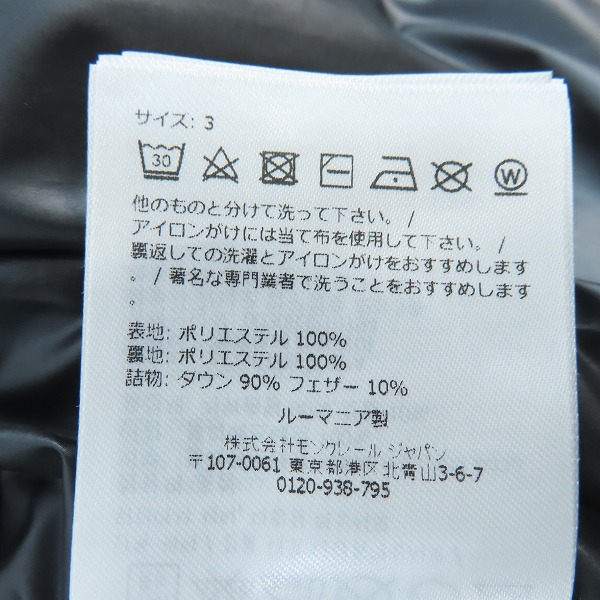 サイズ: 3
30
W
他のものと分けて洗って下さい。 /
アイロンがけには当て布を使用して下さい。 /
裏返しての洗濯とアイロンがけをおすすめします
。 / 著名な専門業者で洗うことをおすすめします
。
表地: ポリエステル 100%
裏地: ポリエステル 100%
詰物: ダウン 90% フェザー 10%
ルーマニア製
株式会社モンクレール ジャパン
〒107-0061 東京都港区北青山3-6-7
0120-938-795